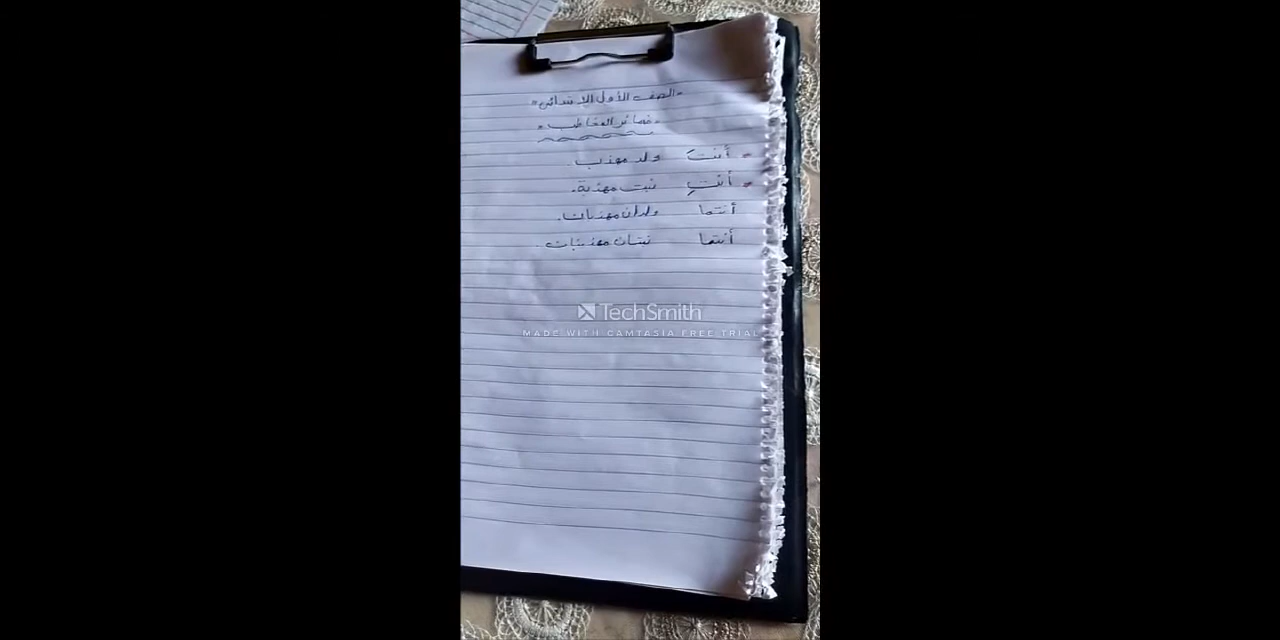 "الصف الأول الابتدائي"
"ضمائر المخاطب"
• أنتَ ولد مهذب.
• أنتِ بنت مهذبة.
أنتما ولدان مهذبان.
أنتما بنتان مهذبتان.
TechSmith
MADE WITH CAMTASIA FREE TRIAL